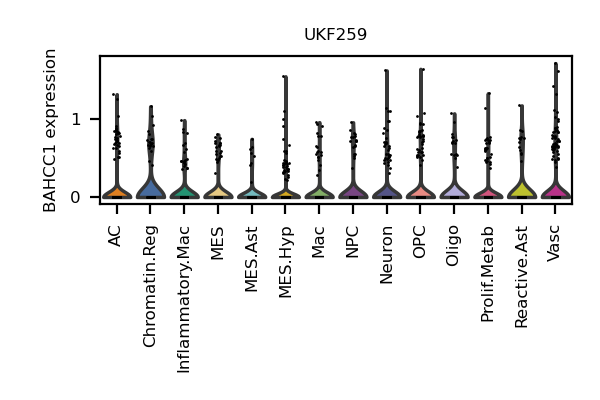 UKF259
BAHCC1 expression
1
0
AC
Chromatin.Reg
Inflammatory.Mac
MES
MES.Ast
MES.Hyp
Mac
NPC
Neuron
OPC
Oligo
Prolif.Metab
Reactive.Ast
Vasc